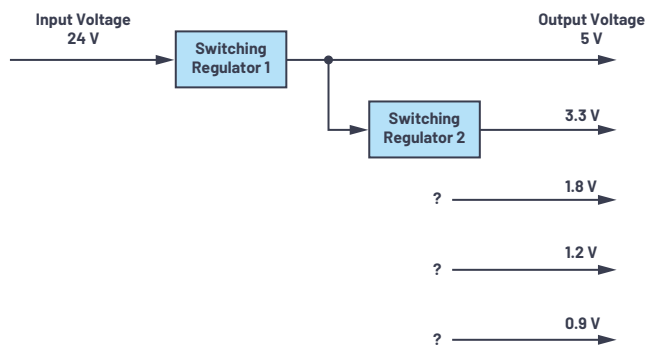 Input Voltage
24 V
Output Voltage
5 V
Switching
Regulator 1
3.3 V
Switching
Regulator 2
1.8 V
?
1.2 V
?
0.9 V
?